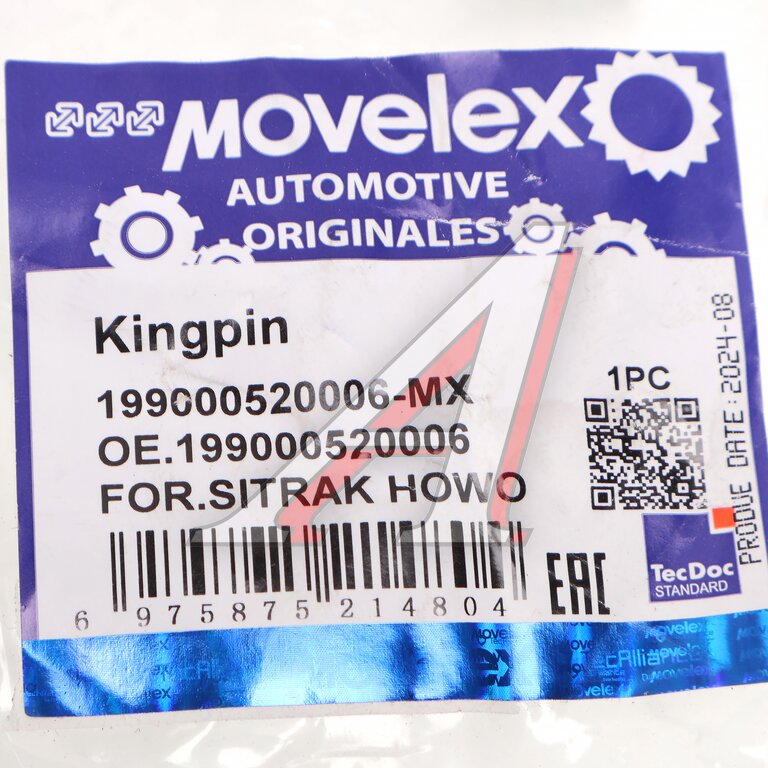 MOVELEX
AUTOMOTIVE
ORIGINALES
Kingpin
199000520006-MX
OE.199000520006
FOR.SITRAK HOWO
1PC
PRODUE DATE:2024-08
TecDoc
STANDARD
EAC
6 975875 214804
Movelex